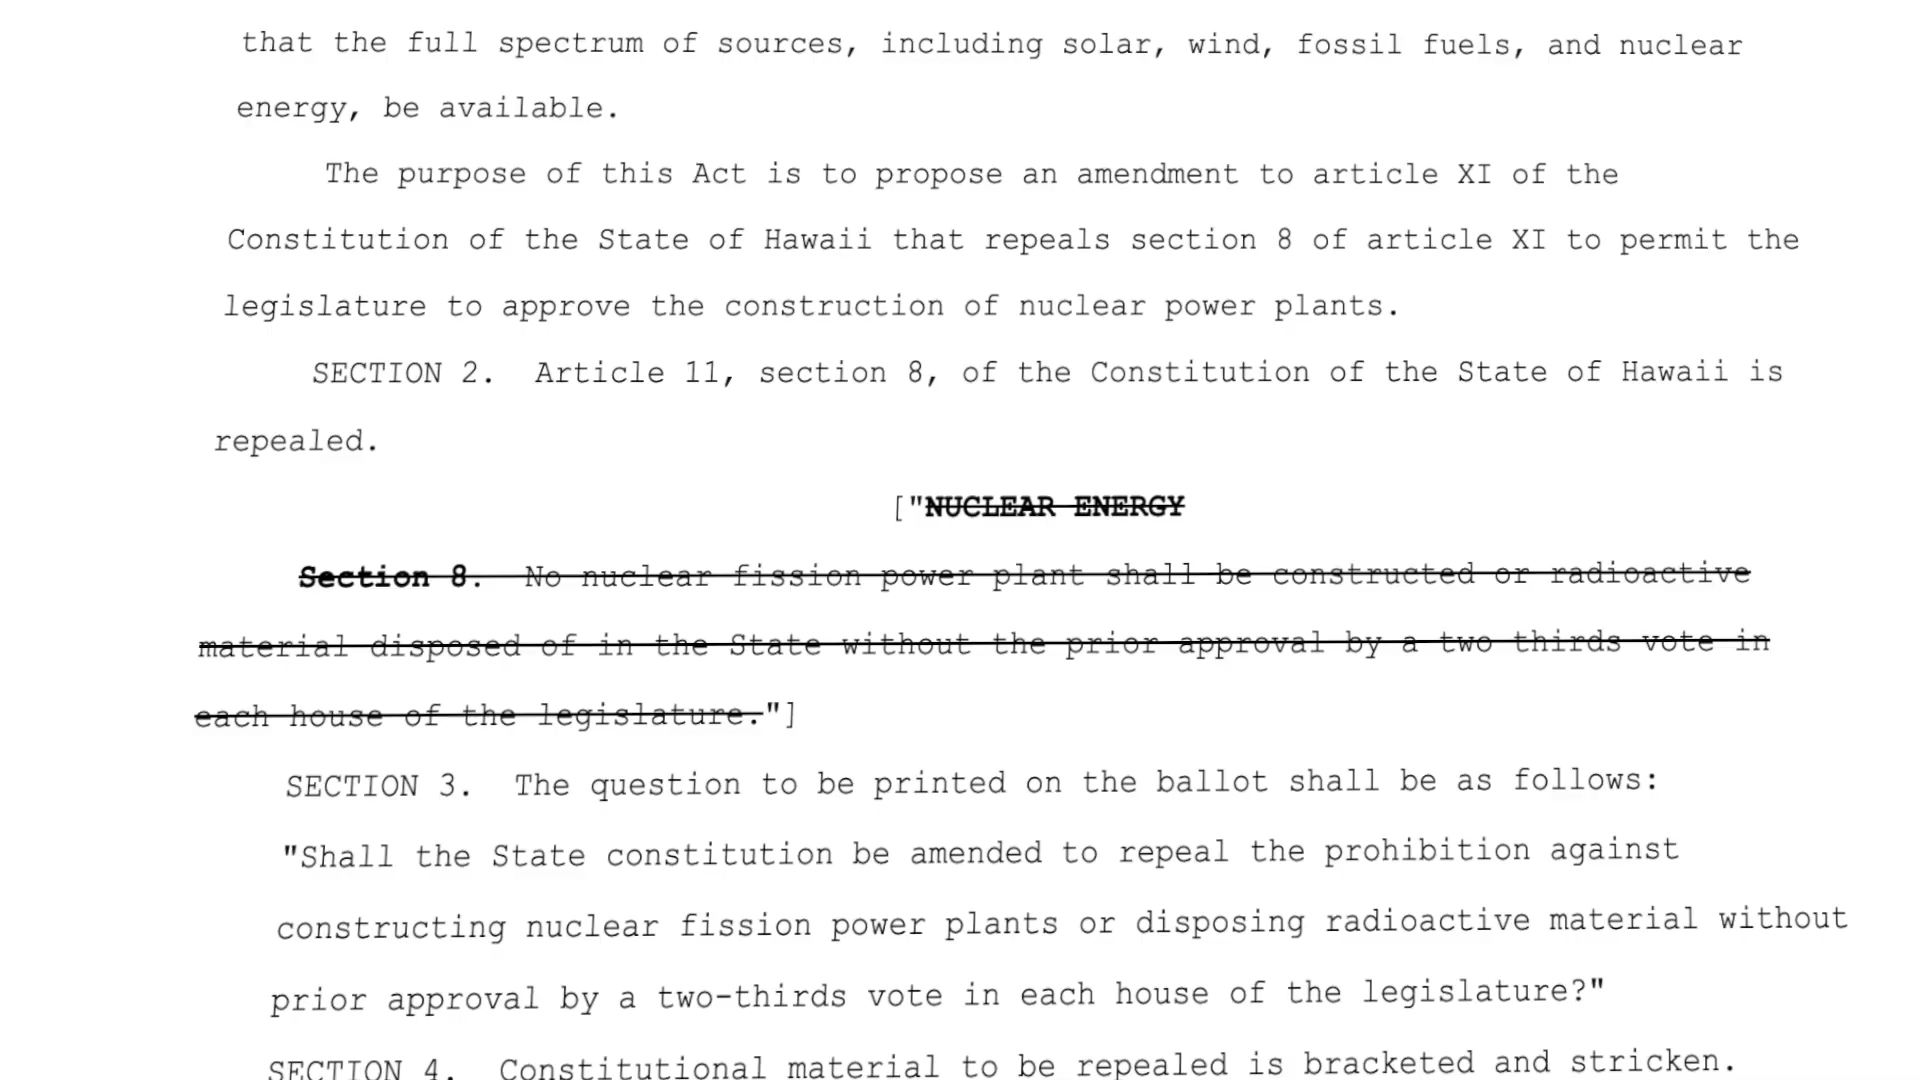 that the full spectrum of sources, including solar, wind, fossil fuels, and nuclear
energy, be available.
The purpose of this Act is to propose an amendment to article XI of the
Constitution of the State of Hawaii that repeals section 8 of article XI to permit the
legislature to approve the construction of nuclear power plants.
SECTION 2. Article 11, section 8, of the Constitution of the State of Hawaii is
repealed.
["NUCLEAR ENERGY
Section 8. No nuclear fission power plant shall be constructed or radioactive
material disposed of in the State without the prior approval by a two thirds vote in
each house of the legislature."]
SECTION 3. The question to be printed on the ballot shall be as follows:
"Shall the State constitution be amended to repeal the prohibition against
constructing nuclear fission power plants or disposing radioactive material without
prior approval by a two-thirds vote in each house of the legislature?"
SECTION 4. Constitutional material to be repealed is bracketed and stricken.